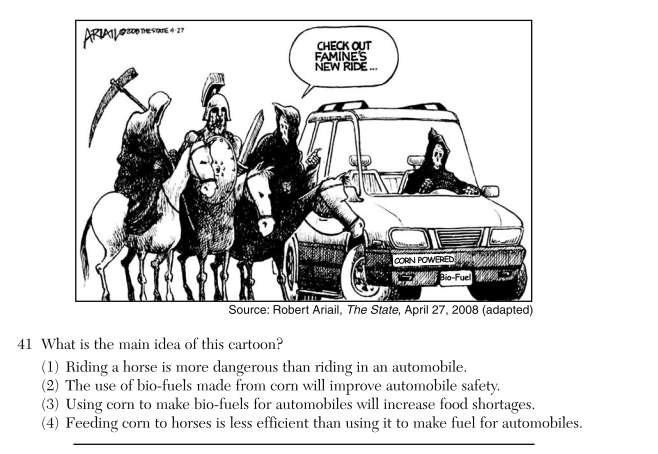 ARIAIL ©2008 THE STATE 4·27
CHECK OUT
FAMINE'S
NEW RIDE...
CORN POWERED
Bio-Fuel
Source: Robert Ariail, The State, April 27, 2008 (adapted)
41 What is the main idea of this cartoon?
(1) Riding a horse is more dangerous than riding in an automobile.
(2) The use of bio-fuels made from corn will improve automobile safety.
(3) Using corn to make bio-fuels for automobiles will increase food shortages.
(4) Feeding corn to horses is less efficient than using it to make fuel for automobiles.